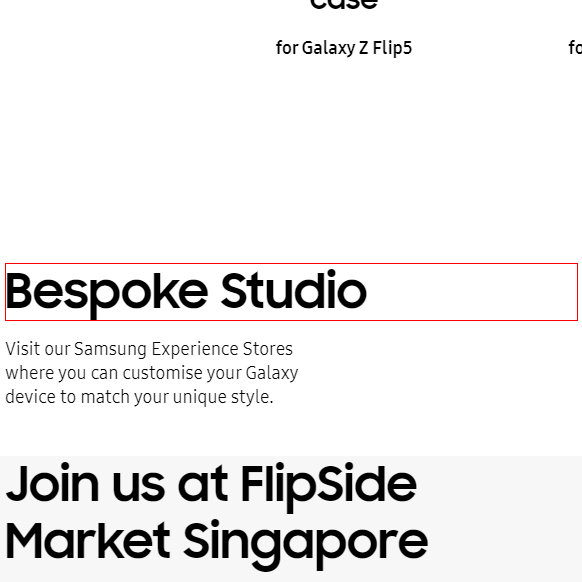 case
for Galaxy Z Flip5
Bespoke Studio
Visit our Samsung Experience Stores
where you can customise your Galaxy
device to match your unique style.
Join us at FlipSide
Market Singapore